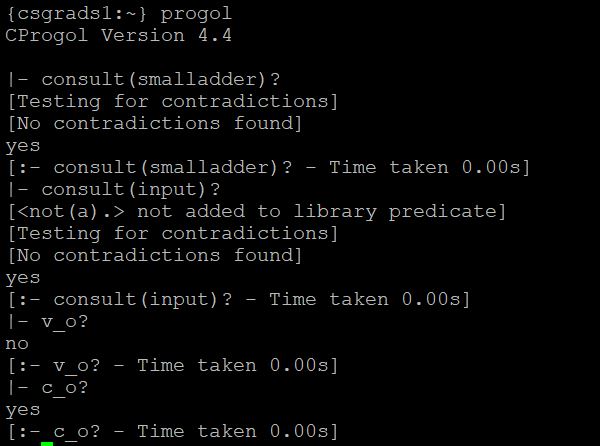 {csgrads1:~} progol
CProgol Version 4.4
|- consult(smalladder)?
[Testing for contradictions]
[No contradictions found]
yes
[:- consult(smalladder)? - Time taken 0.00s]
|- consult(input)?
[<not(a).> not added to library predicate]
[Testing for contradictions]
[No contradictions found]
yes
[:- consult(input)? - Time taken 0.00s]
|- v_o?
no
[:- v_o? - Time taken 0.00s]
|- c_o?
yes
[:- c_o? - Time taken 0.00s]